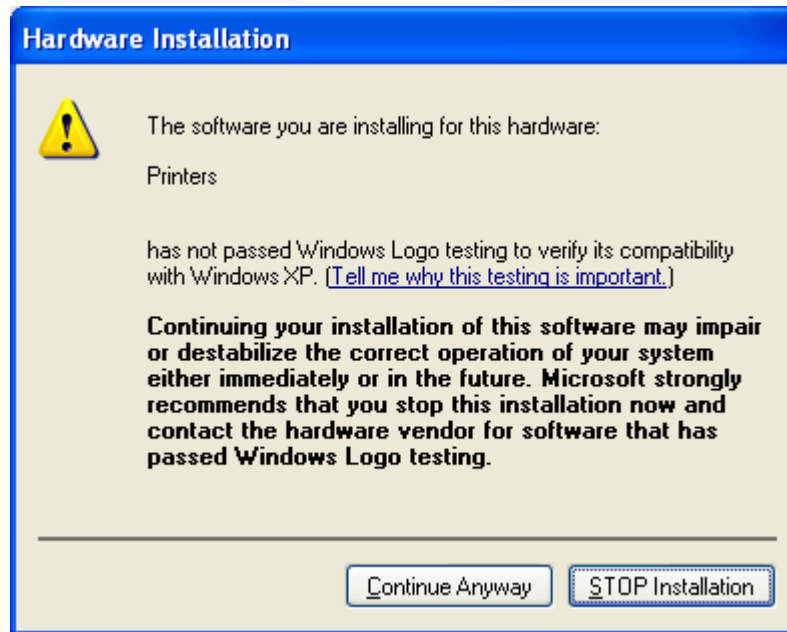 Hardware Installation
The software you are installing for this hardware:
Printers
has not passed Windows Logo testing to verify its compatibility
with Windows XP. (Tell me why this testing is important.)
Continuing your installation of this software may impair
or destabilize the correct operation of your system
either immediately or in the future. Microsoft strongly
recommends that you stop this installation now and
contact the hardware vendor for software that has
passed Windows Logo testing.
Continue Anyway
STOP Installation